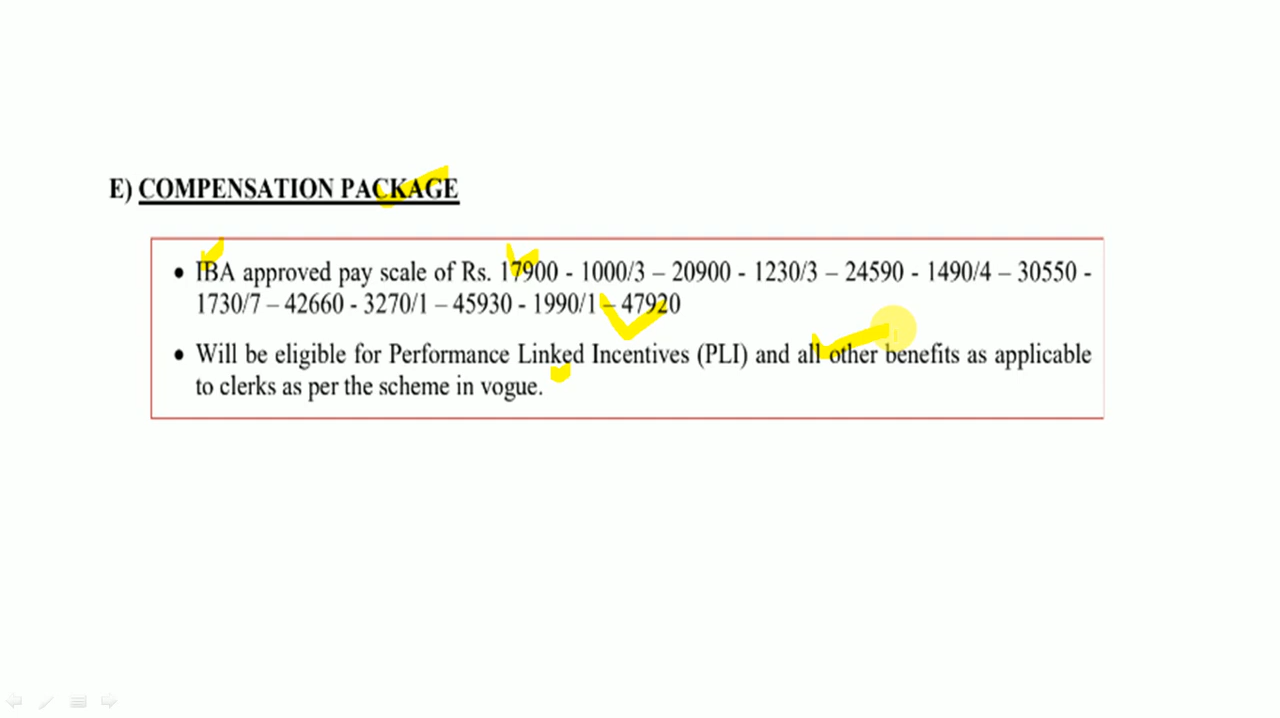 E) COMPENSATION PACKAGE
• IBA approved pay scale of Rs. 17900 - 1000/3 – 20900 - 1230/3 – 24590 - 1490/4 – 30550 -
1730/7 – 42660 - 3270/1 – 45930 - 1990/1 – 47920
• Will be eligible for Performance Linked Incentives (PLI) and all other benefits as applicable
to clerks as per the scheme in vogue.